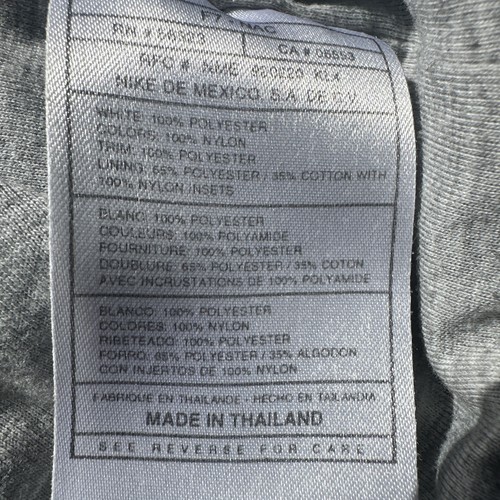 RN # 56323 CA # 05553
RFC # NME 920220 KL4
NIKE DE MEXICO S.A. DE C.V.
WHITE: 100% POLYESTER
COLORS: 100% NYLON
TRIM: 100% POLYESTER
LINING: 65% POLYESTER / 35% COTTON WITH
100% NYLON INSETS
BLANC: 100% POLYESTER
COULEURS: 100% POLYAMIDE
FOURNITURE: 100% POLYESTER
DOUBLURE: 65% POLYESTER / 35% COTON
AVEC INCRUSTATIONS DE 100% POLYAMIDE
BLANCO: 100% POLYESTER
COLORES: 100% NYLON
RIBETEADO: 100% POLYESTER
FORRO: 65% POLYESTER / 35% ALGODON
CON INJERTOS DE 100% NYLON
FABRIQUE EN THAILANDE - HECHO EN TAILANDIA
MADE IN THAILAND
SEE REVERSE FOR CARE